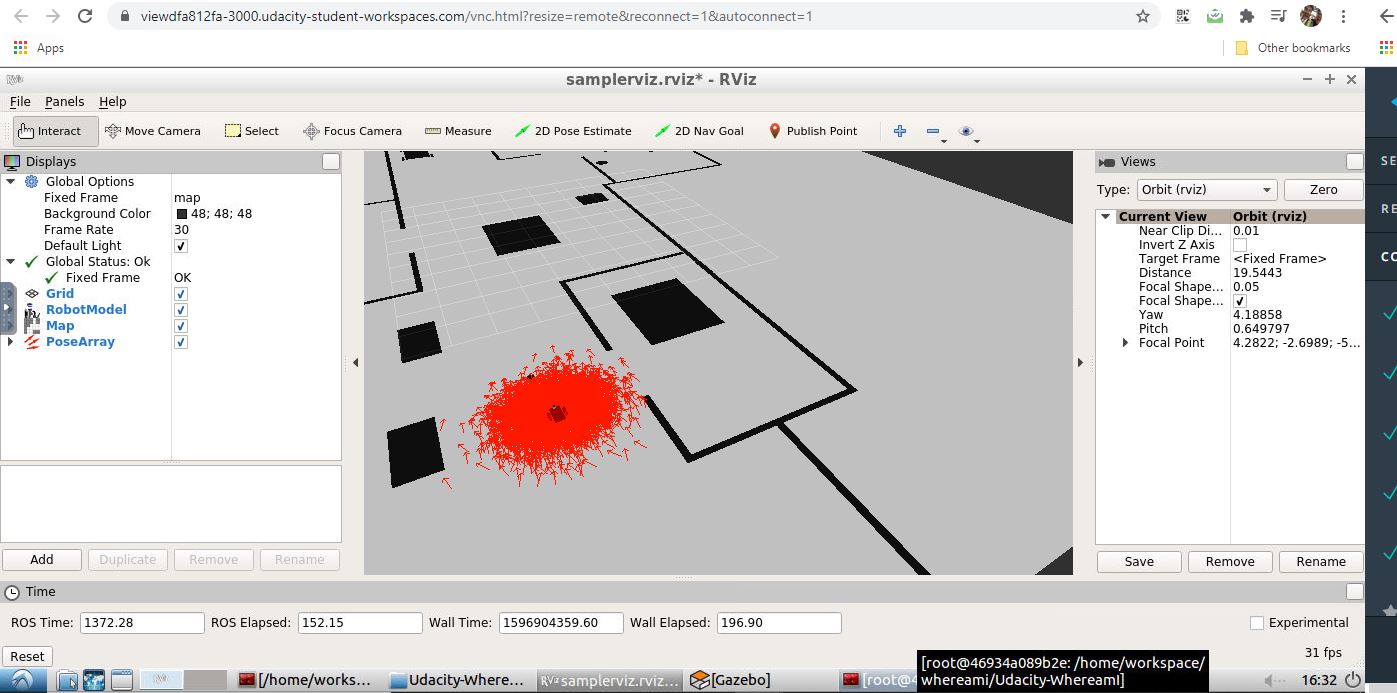 viewdfa812fa-3000.udacity-student-workspaces.com/vnc.html?resize=remote&reconnect=1&autoconnect=1
Apps
Other bookmarks
RViz samplerviz.rviz* - RViz
File Panels Help
Interact Move Camera Select Focus Camera Measure 2D Pose Estimate 2D Nav Goal Publish Point
Displays
Global Options
Fixed Frame map
Background Color 48; 48; 48
Frame Rate 30
Default Light
Global Status: Ok
Fixed Frame OK
Grid
RobotModel
Map
PoseArray
Add Duplicate Remove Rename
Views
Type: Orbit (rviz) Zero
Current View Orbit (rviz)
Near Clip Di... 0.01
Invert Z Axis
Target Frame <Fixed Frame>
Distance 19.5443
Focal Shape... 0.05
Focal Shape...
Yaw 4.18858
Pitch 0.649797
Focal Point 4.2822; -2.6989; -5...
Save Remove Rename
SE
RE
CO
Time
ROS Time: 1372.28 ROS Elapsed: 152.15 Wall Time: 1596904359.60 Wall Elapsed: 196.90 Experimental
Reset 31 fps
[root@46934a089b2e: /home/workspace/
whereami/Udacity-WhereamI]
[/home/works... Udacity-Where... RViz samplerviz.rviz... [Gazebo] [root@4 16:32